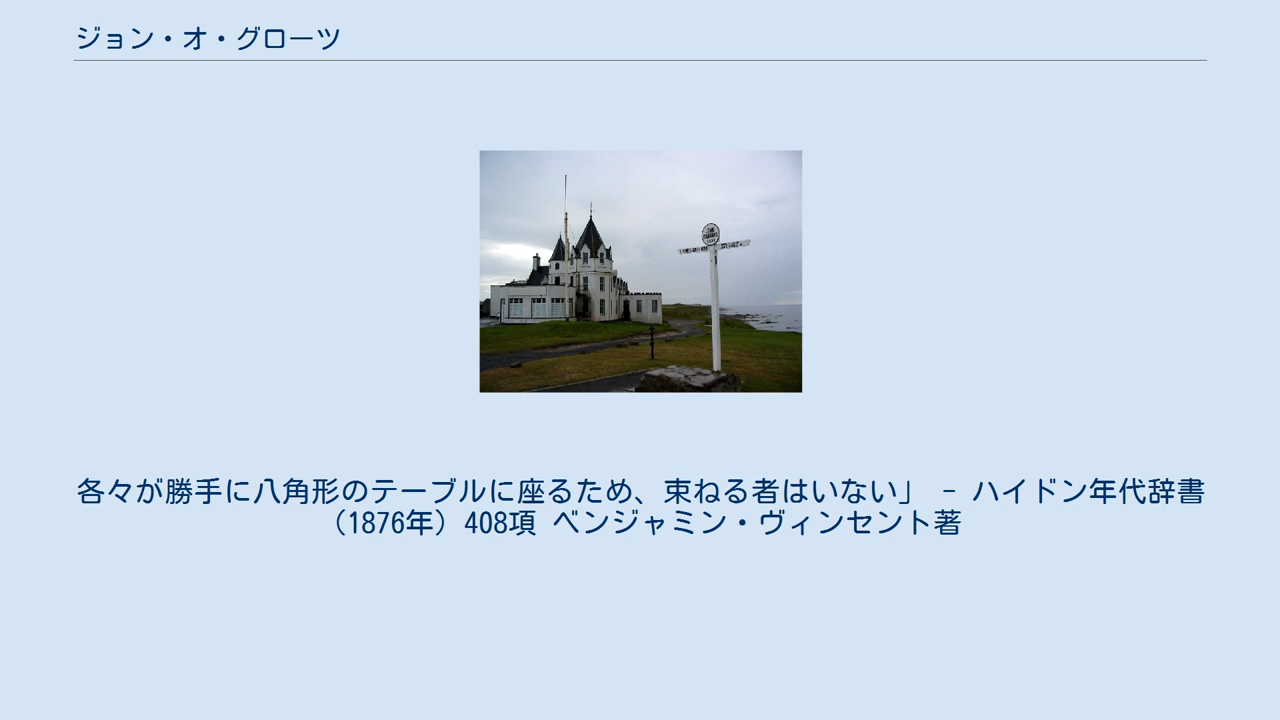 ジョン・オ・グローツ
各々が勝手に八角形のテーブルに座るため、束ねる者はいない」 - ハイドン年代辞書
（1876年）408項 ベンジャミン・ヴィンセント著